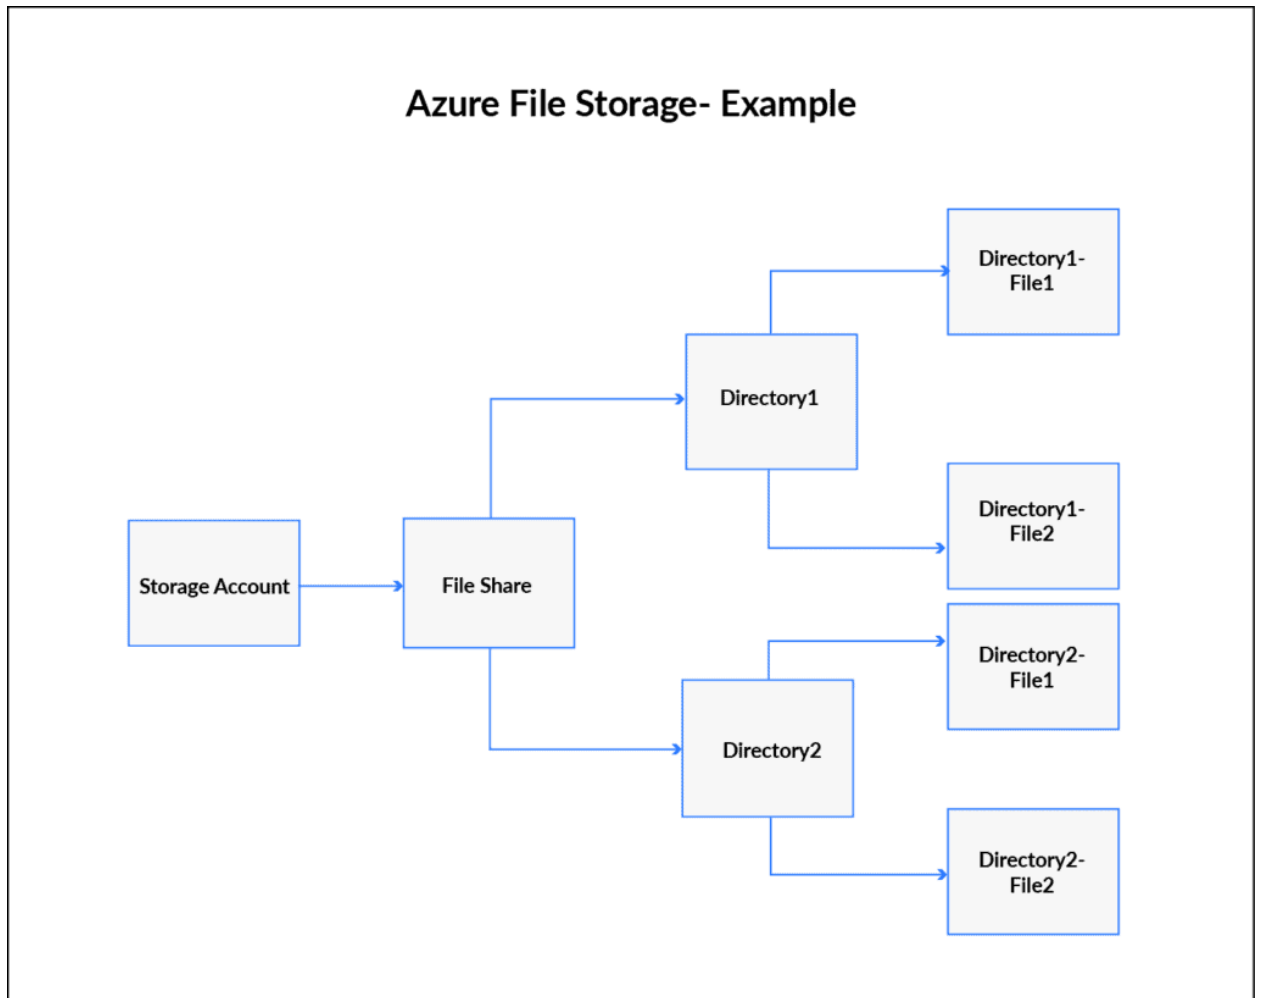 Azure File Storage- Example
Directory1-
File1
Directory1
Directory1-
File2
Storage Account
File Share
Directory2-
File1
Directory2
Directory2-
File2